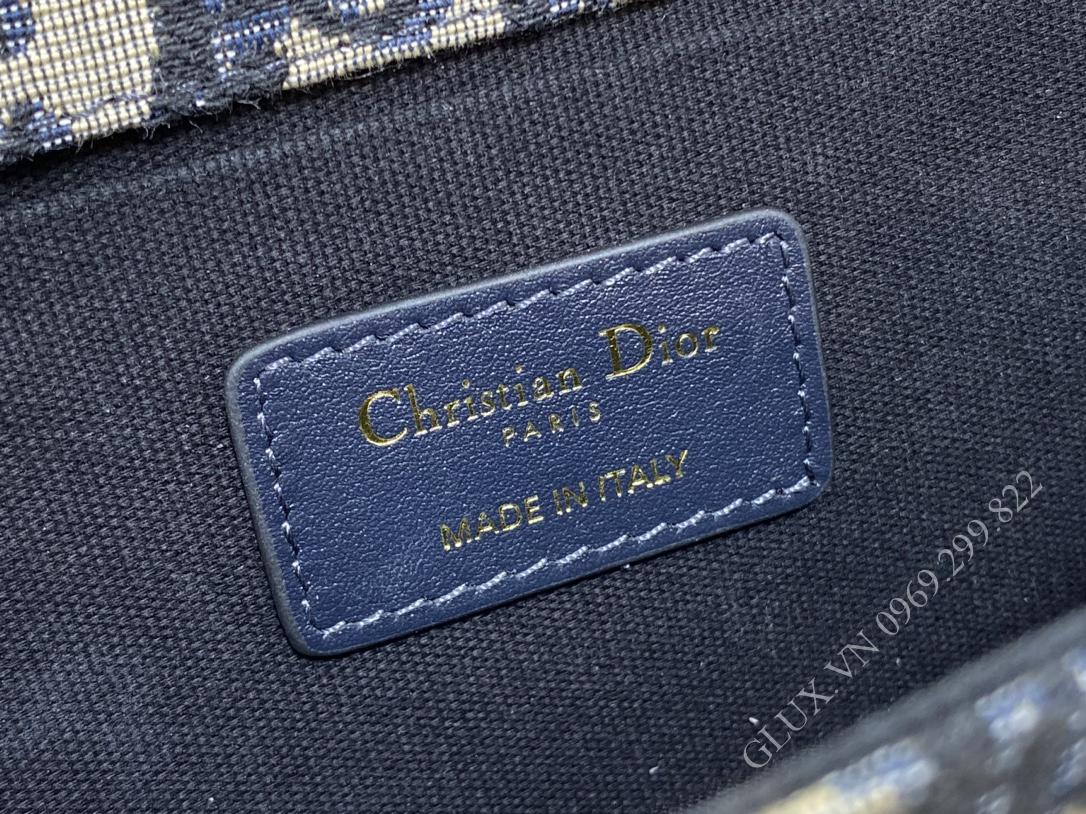 Christian Dior
PARIS
MADE IN ITALY
GLUX.VN 0969.299.822